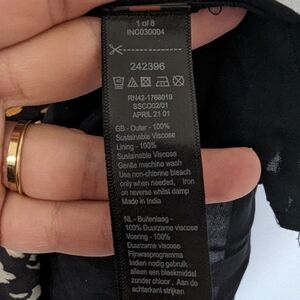 1 of 8
INC030004
242396
RN42-1768019
SSCO02/01
APRIL 21 01
GB - Outer - 100%
Sustainable Viscose
Lining - 100%
Sustainable Viscose
Gentle machine wash
Use non-chlorine bleach
only when needed, Iron
on reverse whilst damp
Made in India
NL - Buitenlaag -
100% Duurzame viscose
Voering - 100%
Duurzame viscose
Fijnwasprogramma
Indien nodig gebruik
alleen een bleekmiddel
zonder chloor, Aan de
achterkant strijken